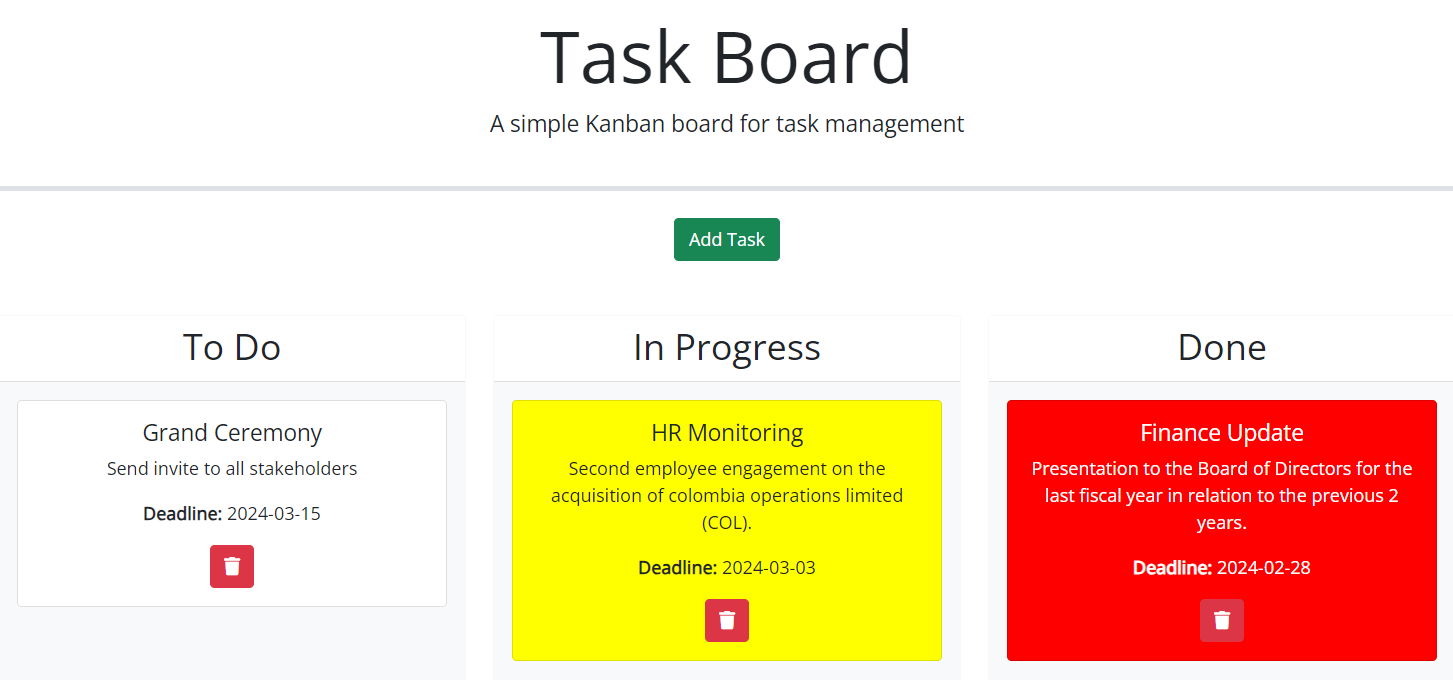 Task Board
A simple Kanban board for task management
Add Task
To Do
Grand Ceremony
Send invite to all stakeholders
Deadline: 2024-03-15
In Progress
HR Monitoring
Second employee engagement on the
acquisition of colombia operations limited
(COL).
Deadline: 2024-03-03
Done
Finance Update
Presentation to the Board of Directors for the
last fiscal year in relation to the previous 2
years.
Deadline: 2024-02-28